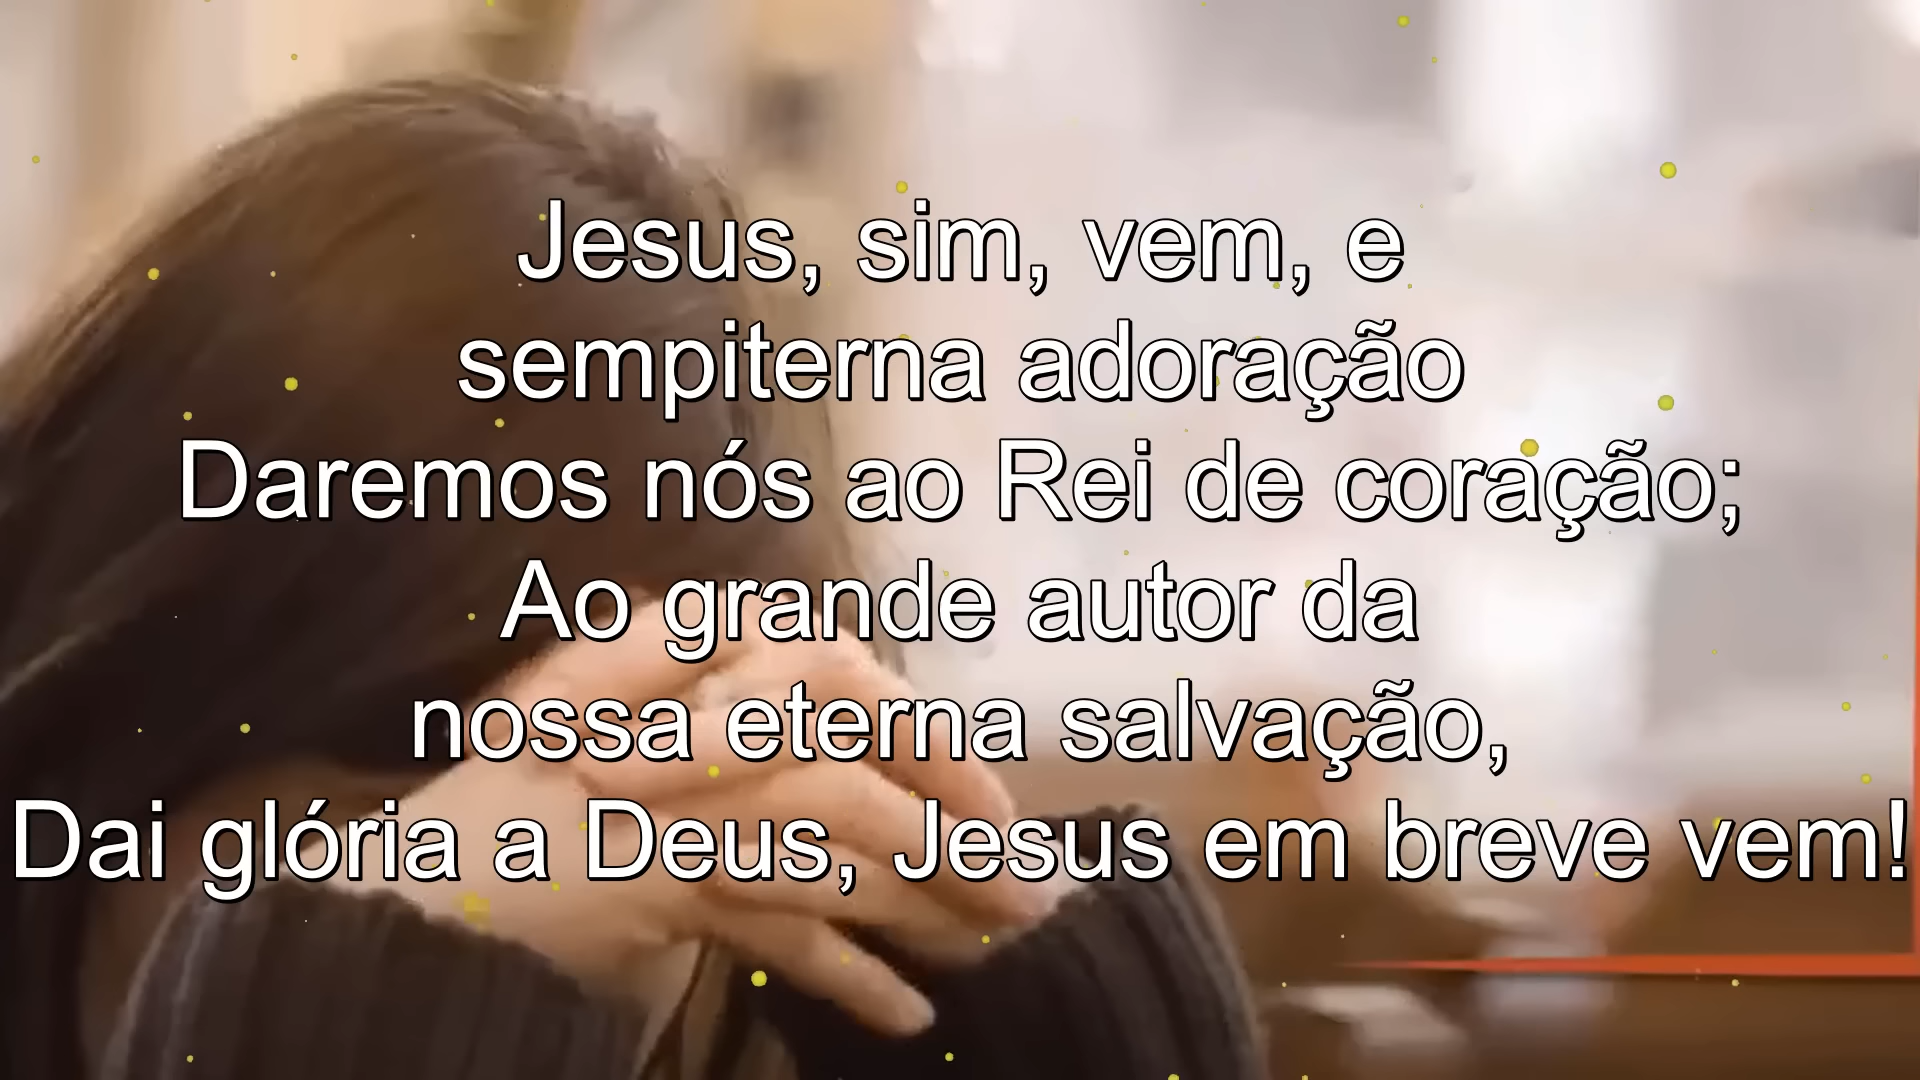 Jesus, sim, vem, e
sempiterna adoração
Daremos nós ao Rei de coração;
Ao grande autor da
nossa eterna salvação,
Dai glória a Deus, Jesus em breve vem!